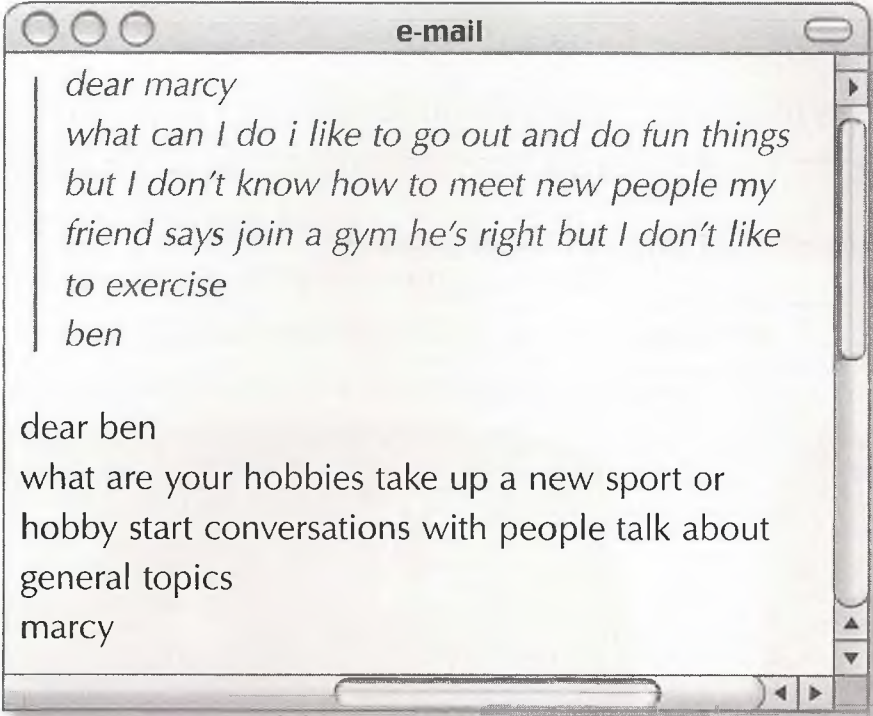 e-mail
dear marcy
what can I do i like to go out and do fun things
but I don't know how to meet new people my
friend says join a gym he's right but I don't like
to exercise
ben
dear ben
what are your hobbies take up a new sport or
hobby start conversations with people talk about
general topics
marcy